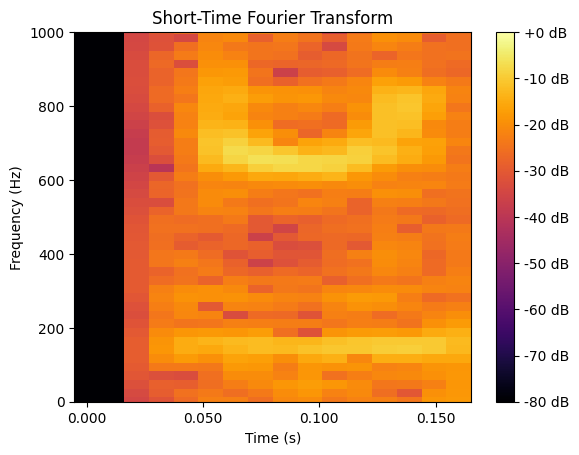 Short-Time Fourier Transform
1000
800
600
400
200
0
Frequency (Hz)
0.000
0.050
0.100
0.150
Time (s)
+0 dB
-10 dB
-20 dB
-30 dB
-40 dB
-50 dB
-60 dB
-70 dB
-80 dB